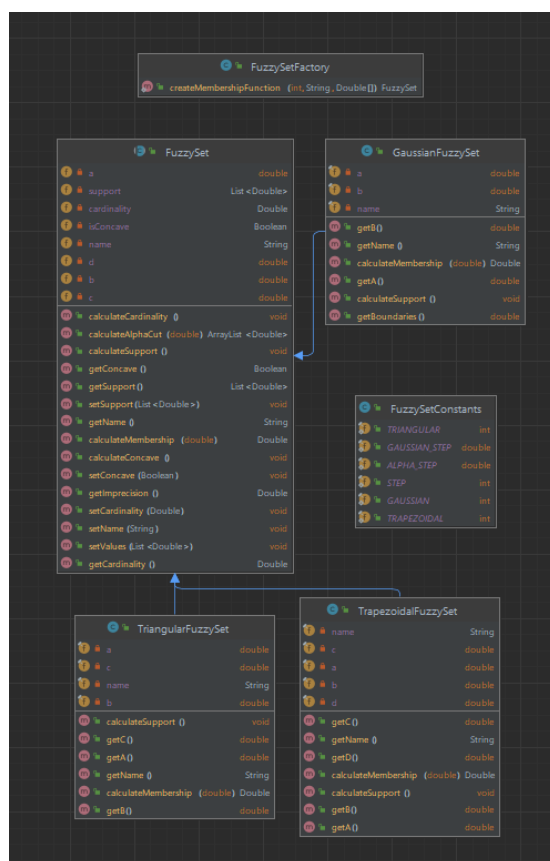 FuzzySetFactory
createMembershipFunction (int, String, Double[]) FuzzySet
FuzzySet
a double
support List<Double>
cardinality Double
isConcave Boolean
name String
d double
b double
c double
calculateCardinality () void
calculateAlphaCut (double) ArrayList <Double>
calculateSupport () void
getConcave () Boolean
getSupport () List<Double>
setSupport (List<Double>) void
getName () String
calculateMembership (double) Double
calculateConcave () void
setConcave (Boolean) void
getImprecision () Double
setCardinality (Double) void
setName (String) void
setValues (List <Double>) void
getCardinality () Double
GaussianFuzzySet
a double
b double
name String
getB() double
getName () String
calculateMembership (double) Double
getA() double
calculateSupport () void
getBoundaries () double
FuzzySetConstants
TRIANGULAR int
GAUSSIAN_STEP double
ALPHA_STEP double
STEP int
GAUSSIAN int
TRAPEZOIDAL int
TriangularFuzzySet
a double
c double
name String
b double
calculateSupport () void
getC() double
getA() double
getName () String
calculateMembership (double) Double
getB() double
TrapezoidalFuzzySet
name String
c double
a double
b double
d double
getC() double
getName () String
getD() double
calculateMembership (double) Double
calculateSupport () void
getB() double
getA() double